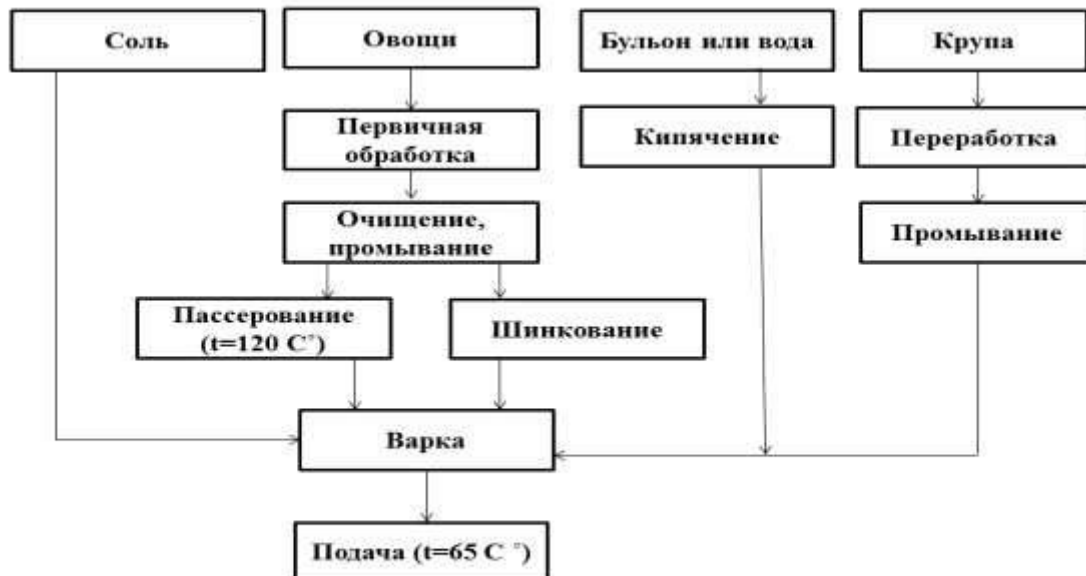 Соль
Овощи
Бульон или вода
Крупа
Первичная
обработка
Кипячение
Переработка
Очищение,
промывание
Промывание
Пассерование
(t=120 С˚)
Шинкование
Варка
Подача (t=65 С ˚)